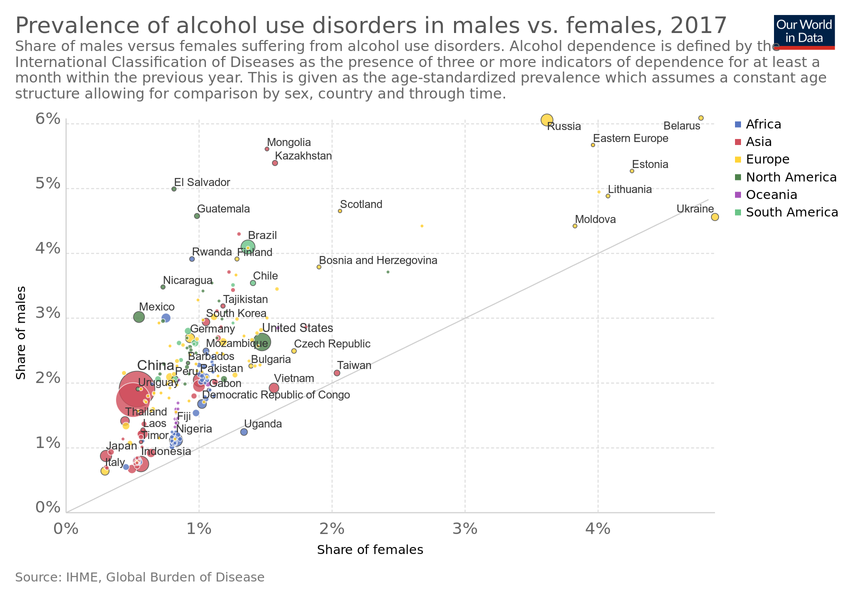 Prevalence of alcohol use disorders in males vs. females, 2017
Our World
in Data
Share of males versus females suffering from alcohol use disorders. Alcohol dependence is defined by the
International Classification of Diseases as the presence of three or more indicators of dependence for at least a
month within the previous year. This is given as the age-standardized prevalence which assumes a constant age
structure allowing for comparison by sex, country and through time.
6%
5%
4%
3%
2%
1%
0%
Share of males
Russia
Belarus
Eastern Europe
Estonia
Lithuania
Ukraine
Moldova
Mongolia
Kazakhstan
El Salvador
Guatemala
Scotland
Brazil
Rwanda
Finland
Bosnia and Herzegovina
Nicaragua
Chile
Mexico
Tajikistan
South Korea
Germany
United States
Mozambique
Czech Republic
Barbados
Bulgaria
China
Peru
Pakistan
Taiwan
Uruguay
Gabon
Vietnam
Democratic Republic of Congo
Thailand
Fiji
Laos
Nigeria
Uganda
Timor
Japan
Indonesia
Italy
0%
1%
2%
3%
4%
Share of females
Africa
Asia
Europe
North America
Oceania
South America
Source: IHME, Global Burden of Disease